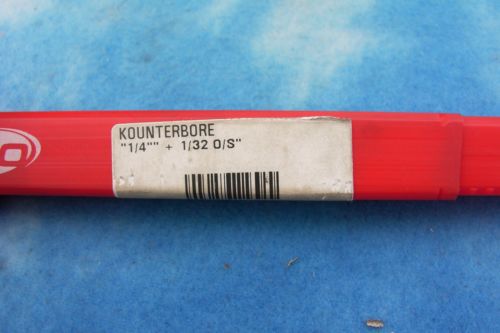 KOUNTERBORE
"1/4"" + 1/32 O/S"